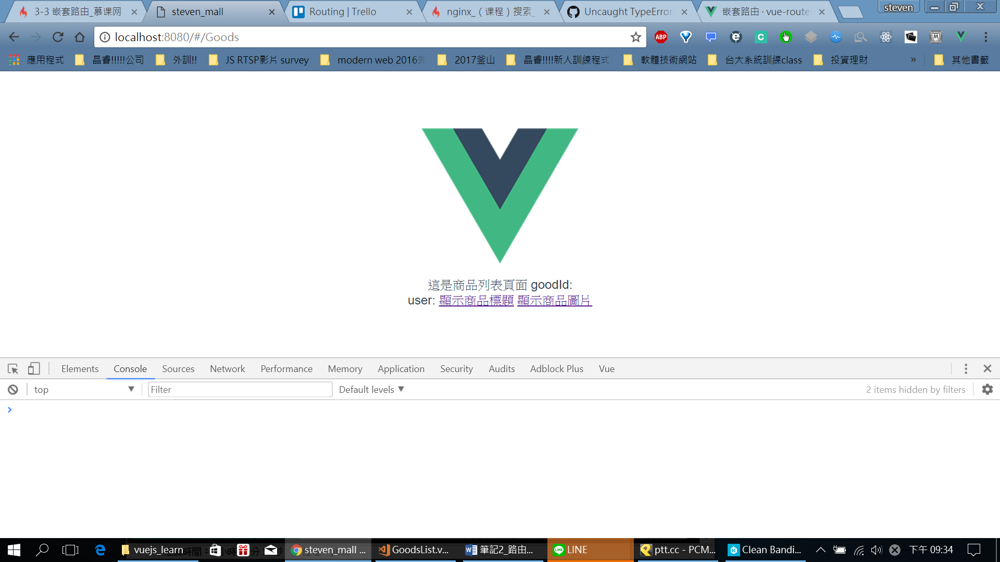 3-3 嵌套路由_慕课网
steven_mall
Routing | Trello
nginx_（课程）搜索_
Uncaught TypeError:
嵌套路由 · vue-router
steven
localhost:8080/#/Goods
應用程式
晶睿!!!!!公司
外訓!!
JS RTSP影片 survey
modern web 2016外
2017釜山
晶睿!!!!新人訓練程式
軟體技術網站
台大系統訓練class
投資理財
»
其他書籤
這是商品列表頁面 goodId:
user: 顯示商品標題 顯示商品圖片
Elements Console Sources Network Performance Memory Application Security Audits Adblock Plus Vue
top
Filter
Default levels
2 items hidden by filters
vuejs_learn
steven_mall ...
GoodsList.v...
筆記2_路由...
LINE
ptt.cc - PCM...
Clean Bandi...
下午 09:34